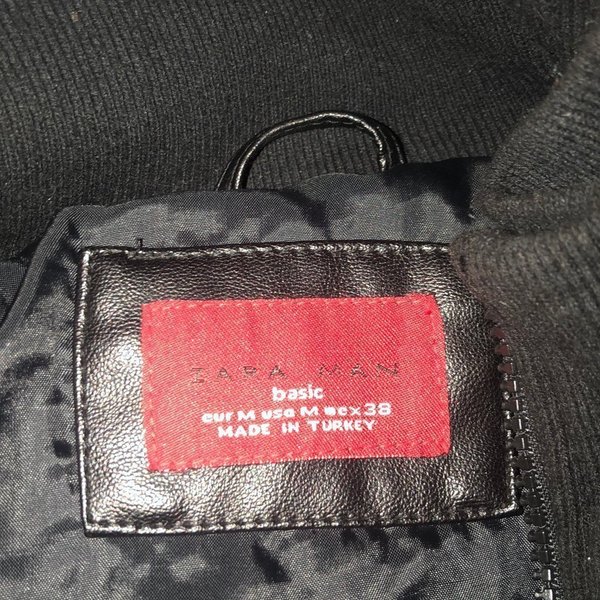 ZARA MAN
basic
eur M usa M mex 38
MADE IN TURKEY